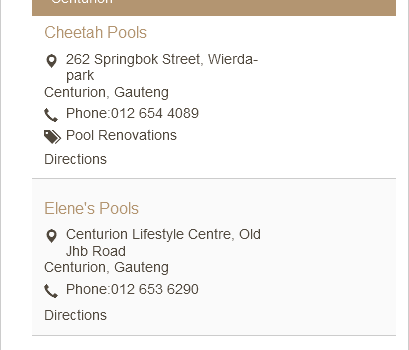 Centurion
Cheetah Pools
262 Springbok Street, Wierda-
park
Centurion, Gauteng
Phone:012 654 4089
Pool Renovations
Directions
Elene's Pools
Centurion Lifestyle Centre, Old
Jhb Road
Centurion, Gauteng
Phone:012 653 6290
Directions